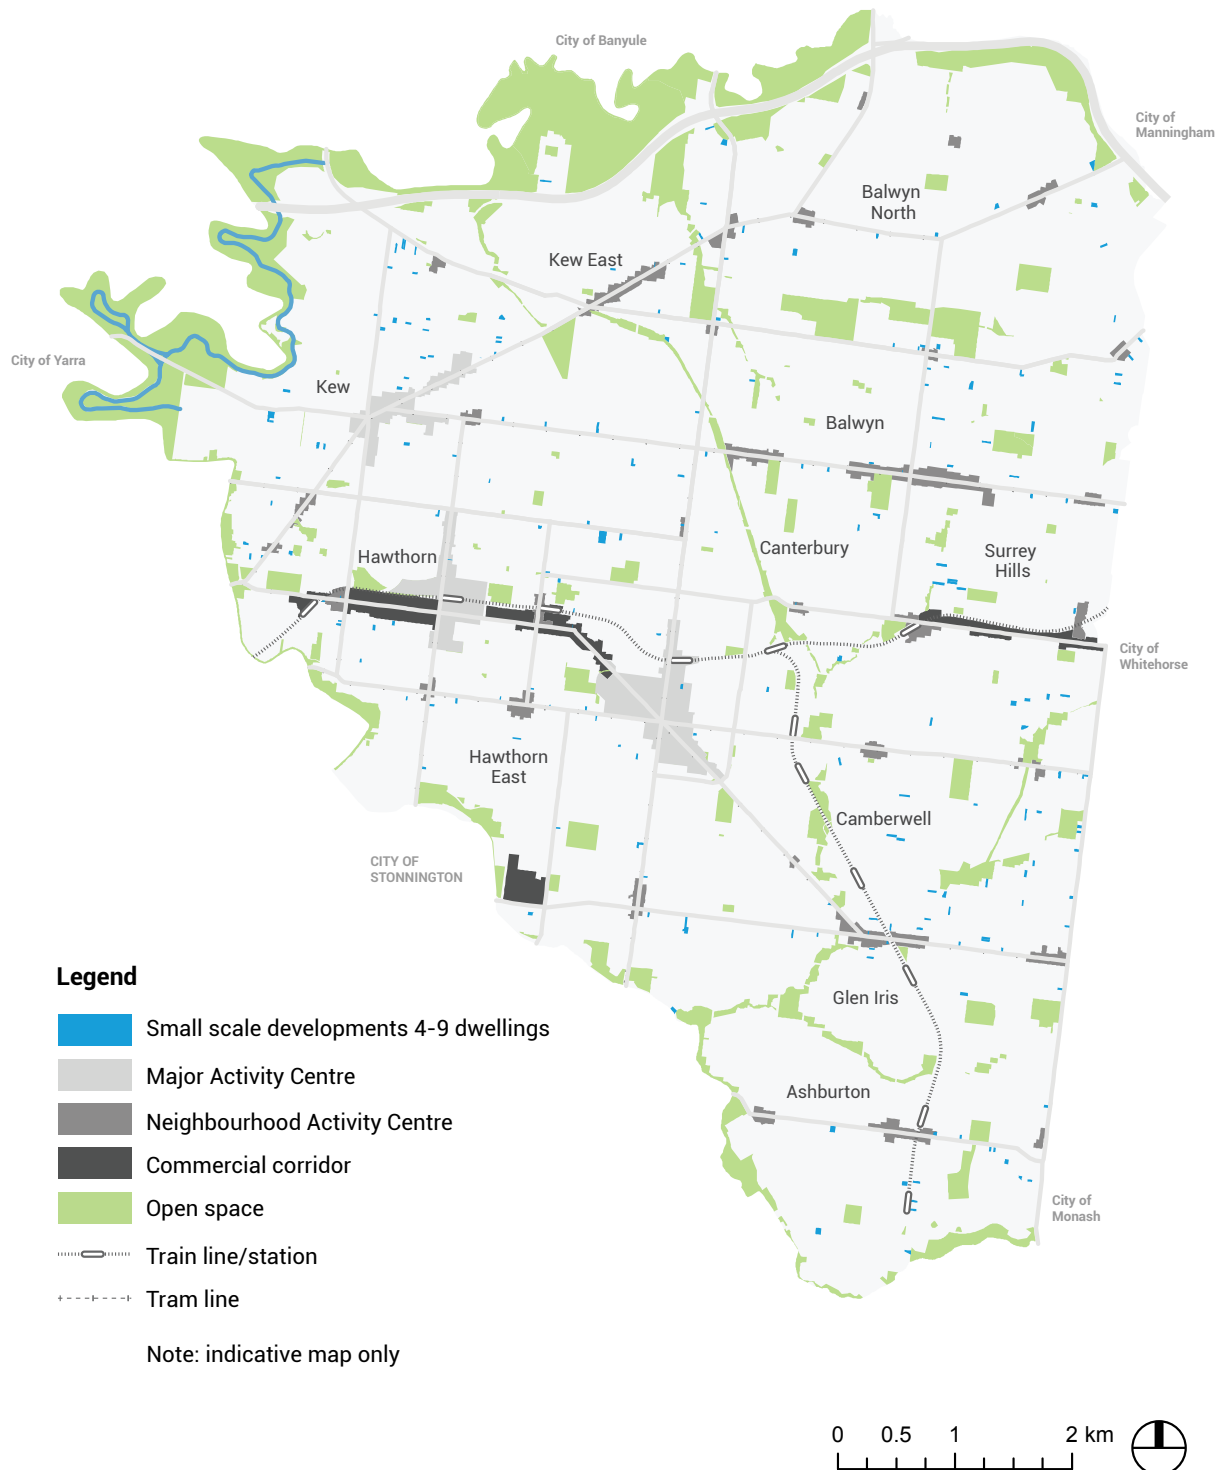 City of Banyule
City of
Manningham
Balwyn
North
Kew East
City of Yarra
Kew
Balwyn
Hawthorn
Canterbury
Surrey
Hills
City of
Whitehorse
Hawthorn
East
Camberwell
CITY OF
STONNINGTON
Glen Iris
Ashburton
City of
Monash
Legend
Small scale developments 4-9 dwellings
Major Activity Centre
Neighbourhood Activity Centre
Commercial corridor
Open space
Train line/station
Tram line
Note: indicative map only
0 0.5 1 2 km